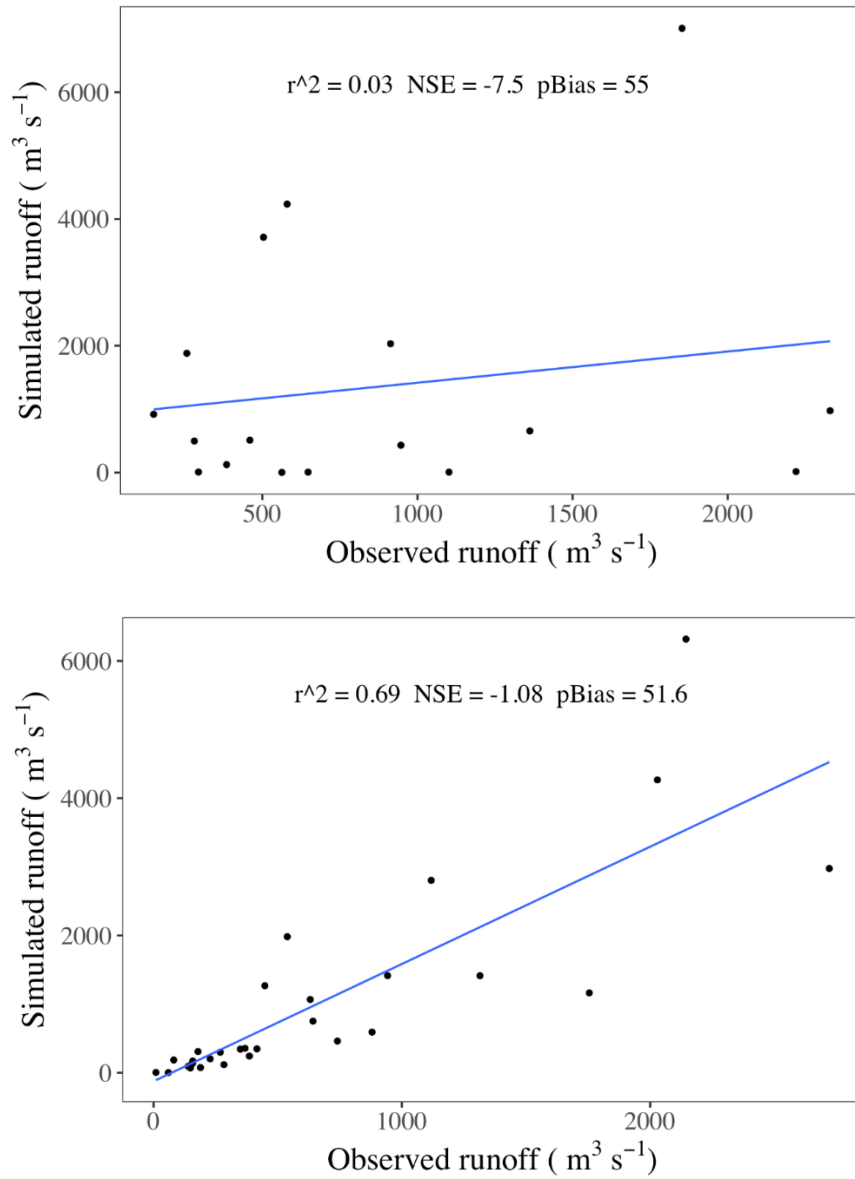 r^2 = 0.03 NSE = -7.5 pBias = 55
6000
4000
2000
0
Simulated runoff ( m³ s⁻¹)
500
1000
1500
2000
Observed runoff ( m³ s⁻¹)
r^2 = 0.69 NSE = -1.08 pBias = 51.6
6000
4000
2000
0
Simulated runoff ( m³ s⁻¹)
0
1000
2000
Observed runoff ( m³ s⁻¹)